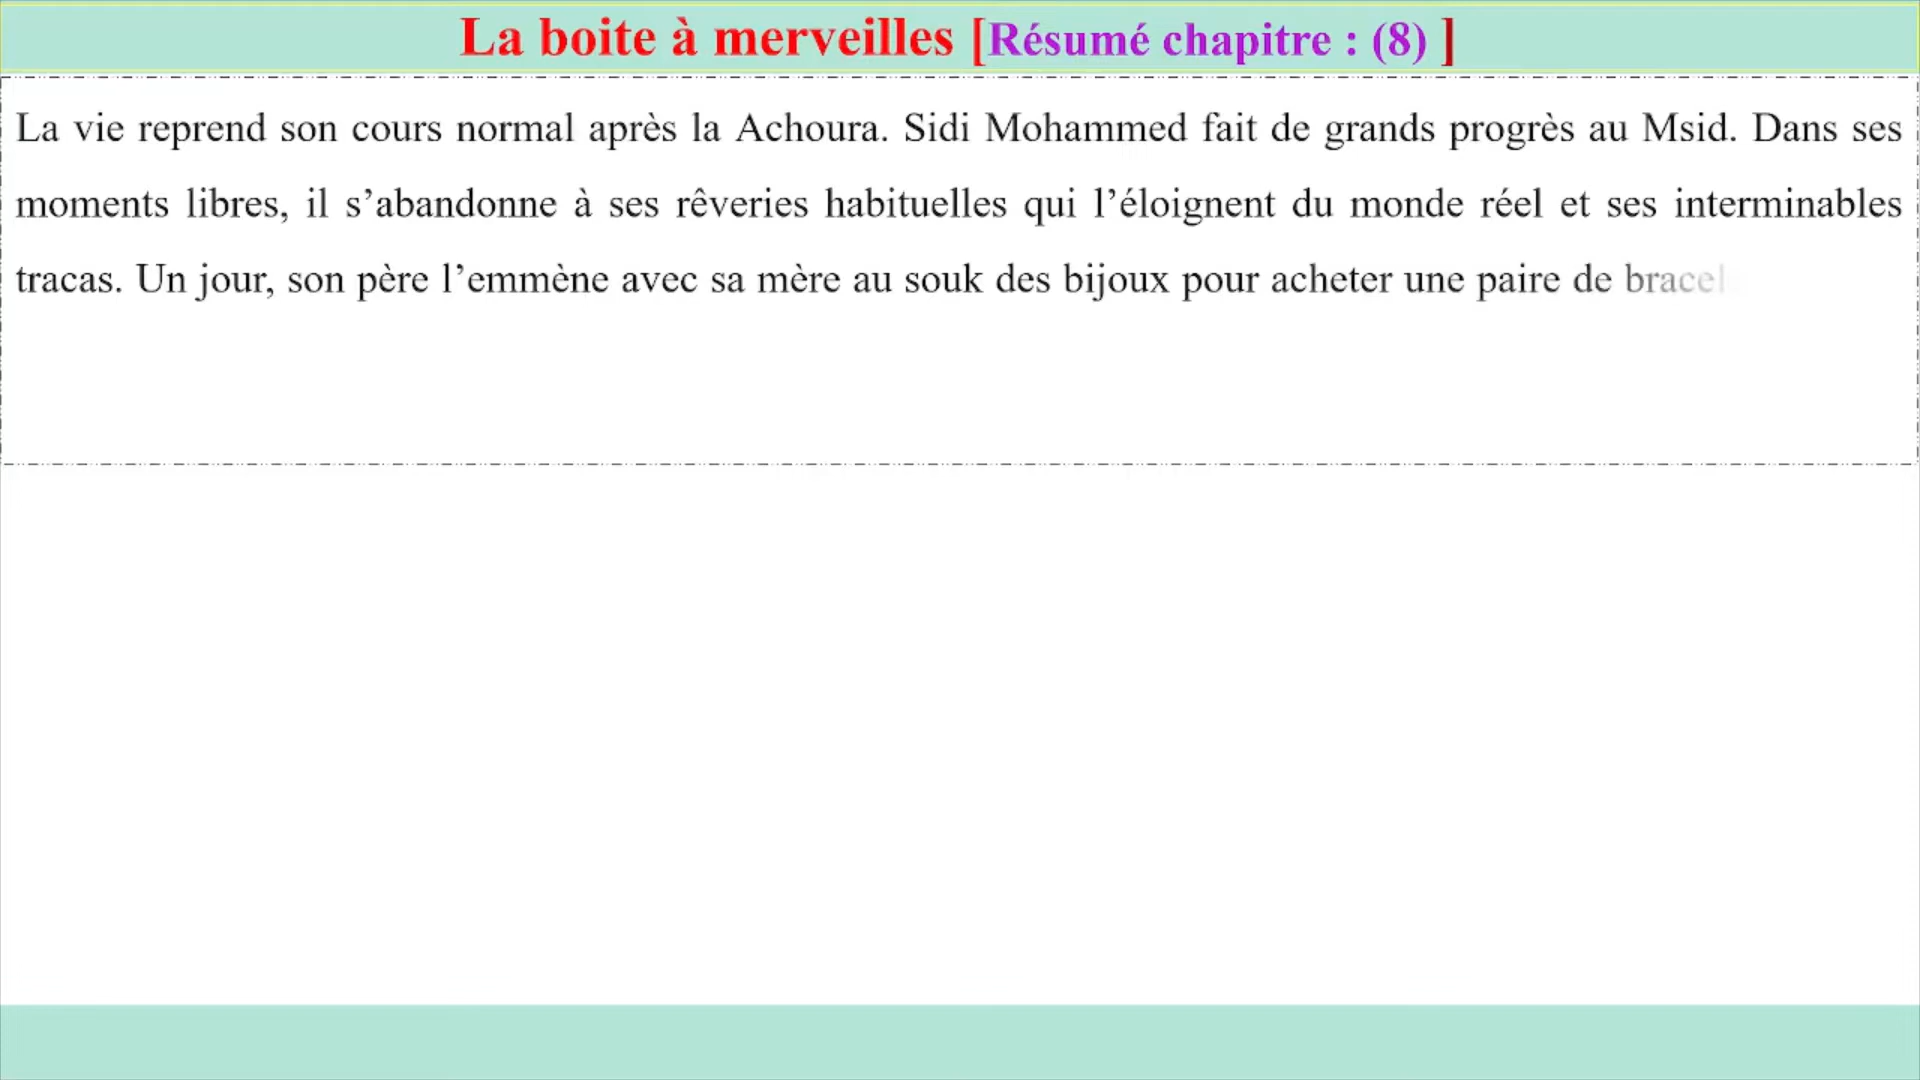 La boite à merveilles [Résumé chapitre : (8) ]
La vie reprend son cours normal après la Achoura. Sidi Mohammed fait de grands progrès au Msid. Dans ses
moments libres, il s’abandonne à ses rêveries habituelles qui l’éloignent du monde réel et ses interminables
tracas. Un jour, son père l’emmène avec sa mère au souk des bijoux pour acheter une paire de